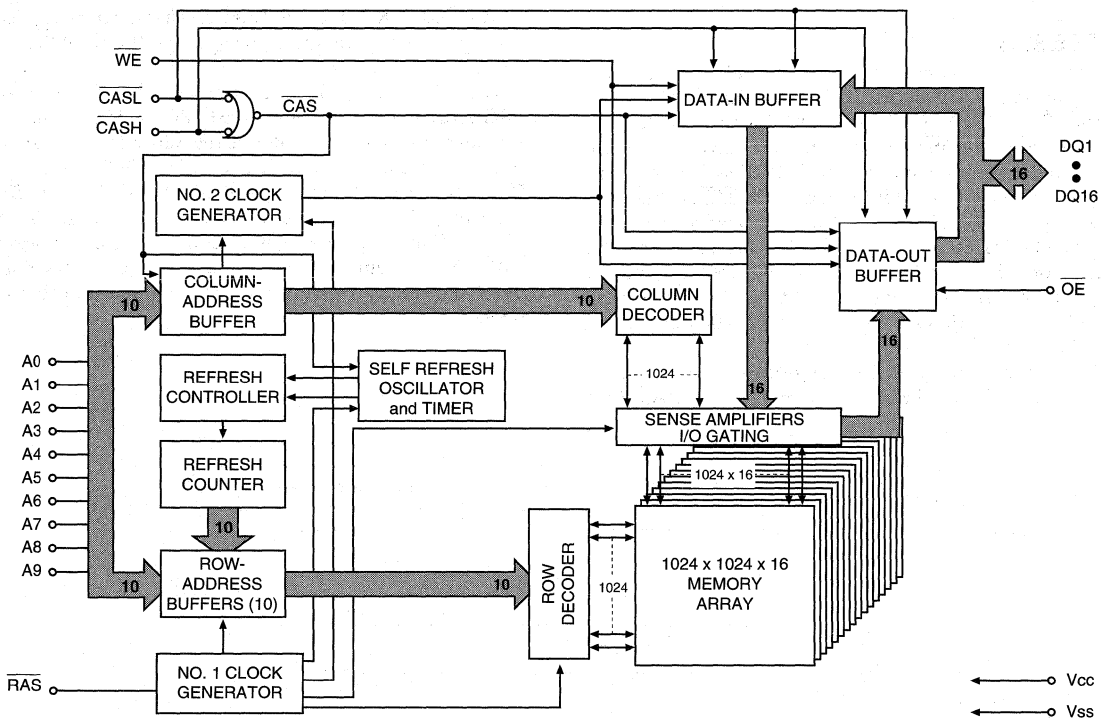 WE
CASL
CASH
CAS
DATA-IN BUFFER
16
DQ1
DQ16
NO. 2 CLOCK
GENERATOR
DATA-OUT
BUFFER
OE
10
COLUMN-
ADDRESS
BUFFER
10
COLUMN
DECODER
16
A0
A1
A2
A3
A4
A5
A6
A7
A8
A9
REFRESH
CONTROLLER
SELF REFRESH
OSCILLATOR
and TIMER
1024
16
SENSE AMPLIFIERS
I/O GATING
REFRESH
COUNTER
1024 x 16
10
10
ROW-
ADDRESS
BUFFERS (10)
10
ROW
DECODER
1024
1024 x 1024 x 16
MEMORY
ARRAY
RAS
NO. 1 CLOCK
GENERATOR
Vcc
Vss